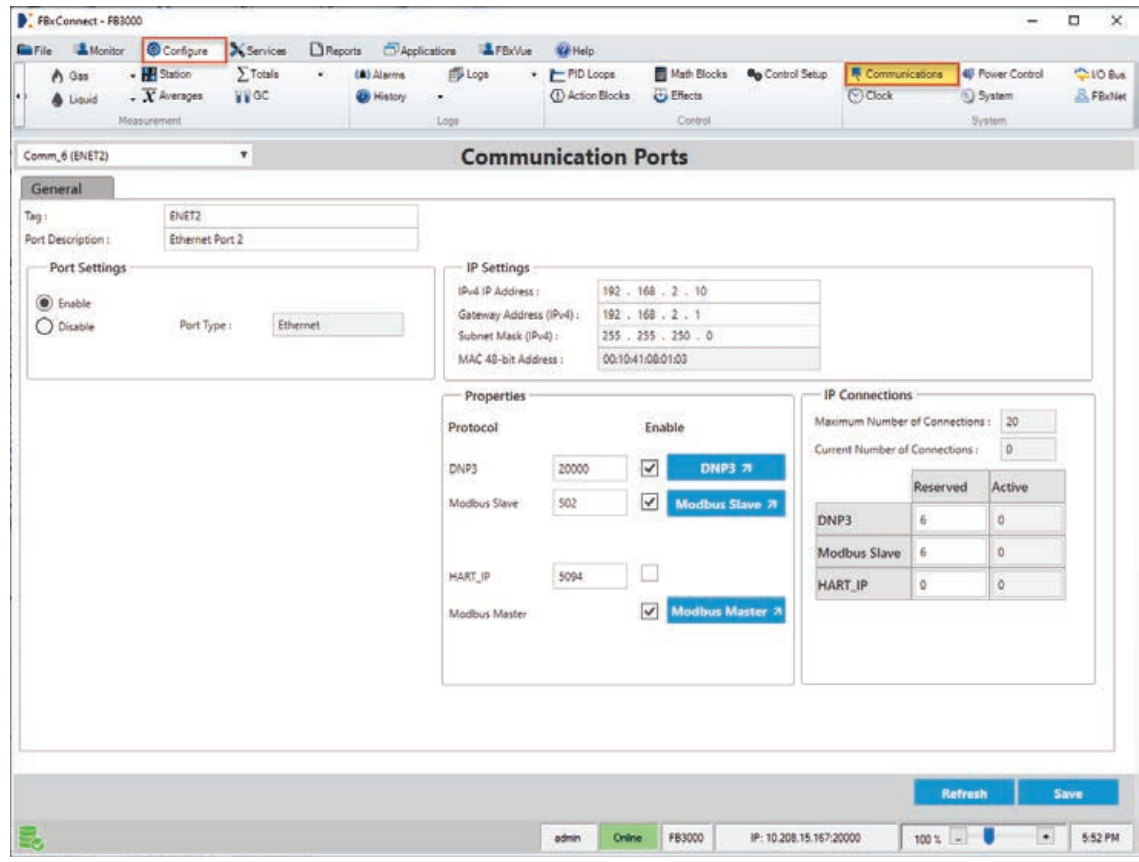 FBxConnect - FB3000
File Monitor Configure Services Reports Applications FBxVue Help
Gas Station Totals Alarms Logs PID Loops Math Blocks Control Setup Communications Power Control I/O Bus
Liquid X Averages GC History Action Blocks Effects Clock System FBxNet
Measurement Logs Control System
Comm_6 (ENET2) Communication Ports
General
Tag : ENET2
Port Description : Ethernet Port 2
Port Settings IP Settings
Enable IPv4 IP Address : 192 . 168 . 2 . 10
Disable Port Type : Ethernet Gateway Address (IPv4) : 192 . 168 . 2 . 1
Subnet Mask (IPv4) : 255 . 255 . 250 . 0
MAC 48-bit Address : 00:10:41:08:01:03
Properties IP Connections
Protocol Enable Maximum Number of Connections : 20
Current Number of Connections : 0
DNP3 20000 DNP3
Modbus Slave 502 Modbus Slave
Reserved Active
DNP3 6 0
Modbus Slave 6 0
HART_IP 0 0
HART_IP 5094
Modbus Master Modbus Master
Refresh Save
admin Online FB3000 IP: 10.208.15.167:20000 100 % - + 5:52 PM